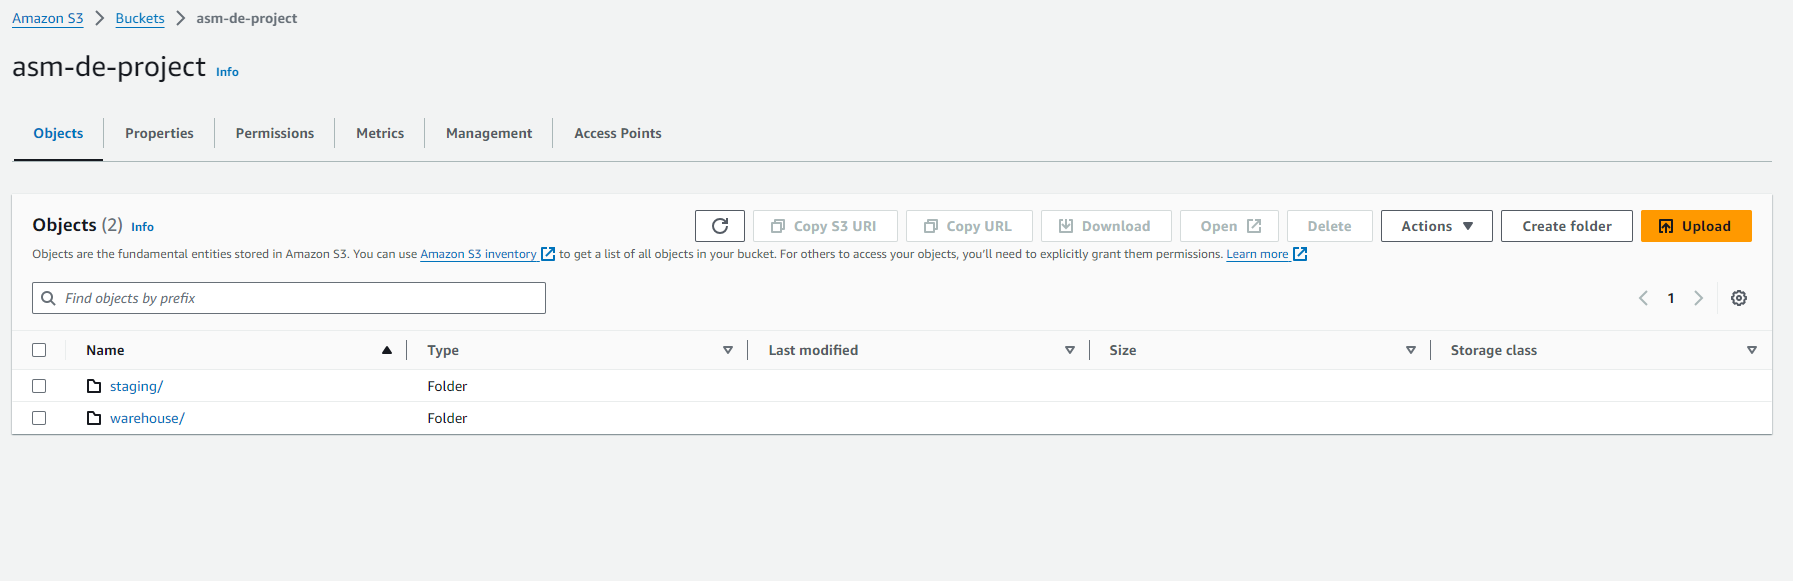 Amazon S3 Buckets asm-de-project
asm-de-project Info
Objects Properties Permissions Metrics Management Access Points
Objects (2) Info
Copy S3 URI Copy URL Download Open Delete Actions Create folder Upload
Objects are the fundamental entities stored in Amazon S3. You can use Amazon S3 inventory to get a list of all objects in your bucket. For others to access your objects, you'll need to explicitly grant them permissions. Learn more
Find objects by prefix 1
Name Type Last modified Size Storage class
staging/ Folder
warehouse/ Folder